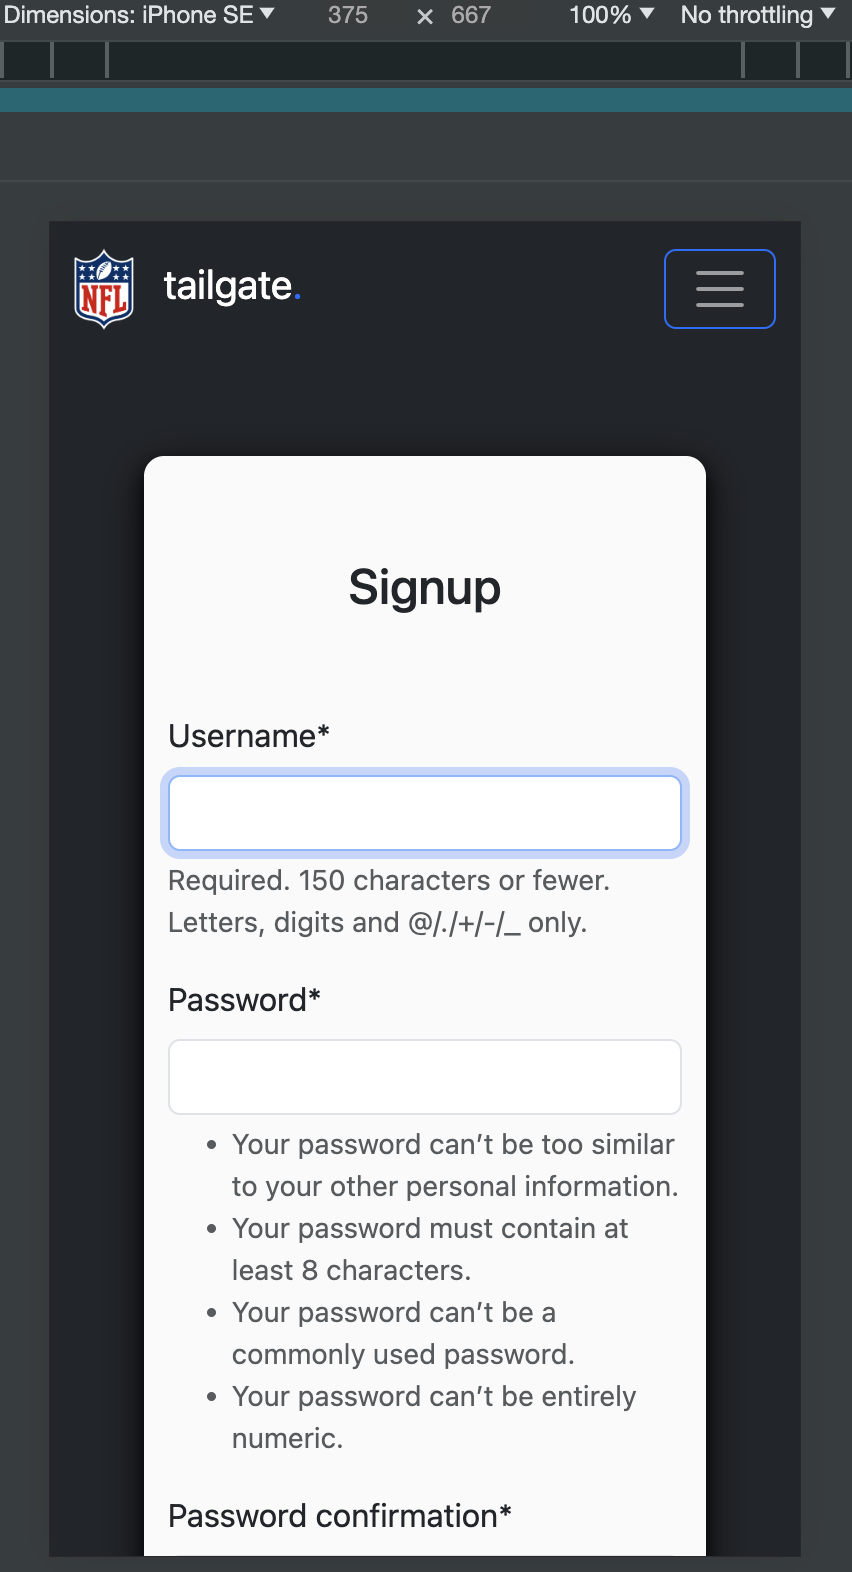 Dimensions: iPhone SE ▼ 375 × 667 100% ▼ No throttling ▼
NFL tailgate.
Signup
Username*
Required. 150 characters or fewer.
Letters, digits and @/./+/-/_ only.
Password*
• Your password can’t be too similar
to your other personal information.
• Your password must contain at
least 8 characters.
• Your password can’t be a
commonly used password.
• Your password can’t be entirely
numeric.
Password confirmation*